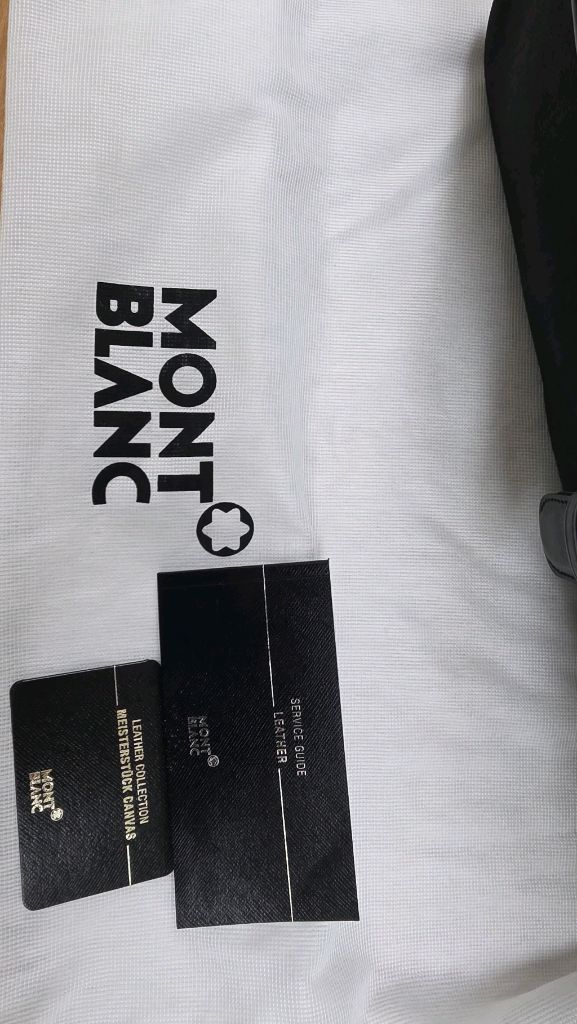 MONT
BLANC
SERVICE GUIDE
LEATHER
MONT
BLANC
LEATHER COLLECTION
MEISTERSTÜCK CANVAS
MONT
BLANC